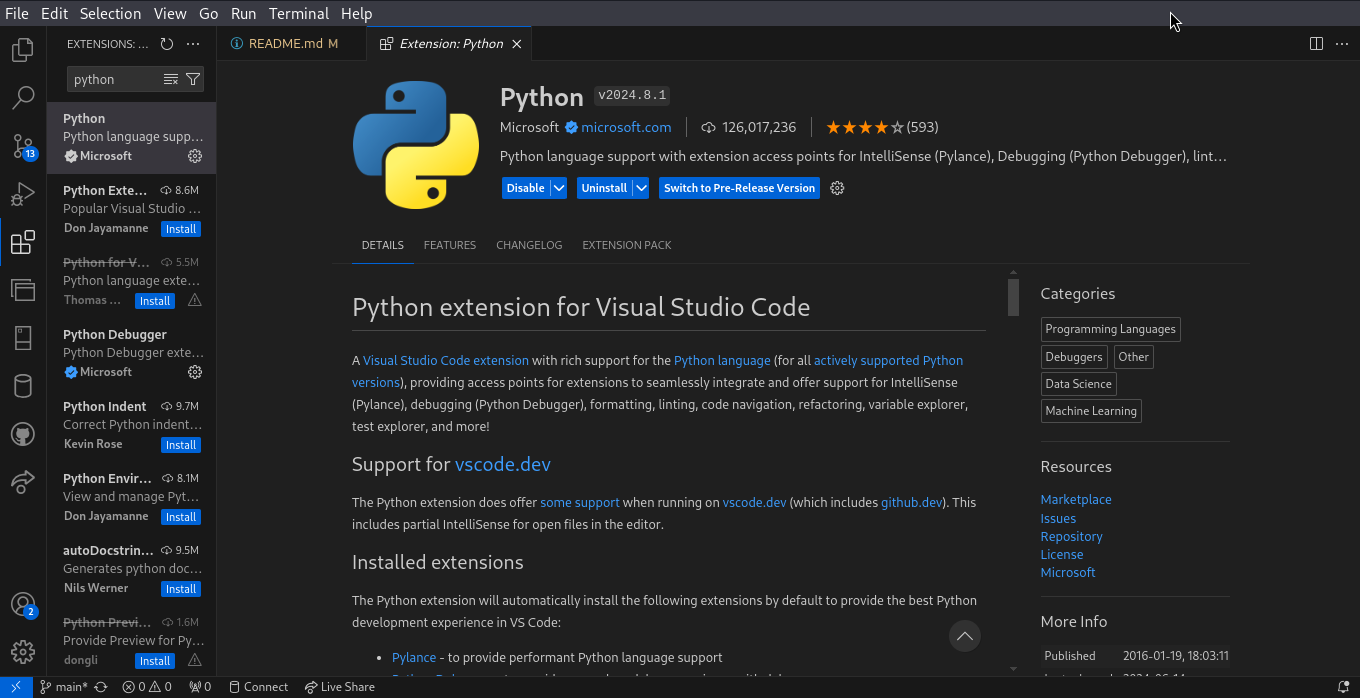 File Edit Selection View Go Run Terminal Help
EXTENSIONS: ...
README.md M
Extension: Python
python
Python
Python language supp...
Microsoft
Python Exte... 8.6M
Popular Visual Studio ...
Don Jayamanne Install
Python for V... 5.5M
Python language exte...
Thomas ... Install
Python Debugger
Python Debugger exte...
Microsoft
Python Indent 9.7M
Correct Python indent...
Kevin Rose Install
Python Envir... 8.1M
View and manage Pyt...
Don Jayamanne Install
autoDocstrin... 9.5M
Generates python doc...
Nils Werner Install
Python Previ... 1.6M
Provide Preview for Py...
dongli Install
13
2
Python v2024.8.1
Microsoft microsoft.com 126,017,236 (593)
Python language support with extension access points for IntelliSense (Pylance), Debugging (Python Debugger), lint...
Disable Uninstall Switch to Pre-Release Version
DETAILS FEATURES CHANGELOG EXTENSION PACK
Python extension for Visual Studio Code
A Visual Studio Code extension with rich support for the Python language (for all actively supported Python
versions), providing access points for extensions to seamlessly integrate and offer support for IntelliSense
(Pylance), debugging (Python Debugger), formatting, linting, code navigation, refactoring, variable explorer,
test explorer, and more!
Support for vscode.dev
The Python extension does offer some support when running on vscode.dev (which includes github.dev). This
includes partial IntelliSense for open files in the editor.
Installed extensions
The Python extension will automatically install the following extensions by default to provide the best Python
development experience in VS Code:
• Pylance - to provide performant Python language support
Categories
Programming Languages
Debuggers Other
Data Science
Machine Learning
Resources
Marketplace
Issues
Repository
License
Microsoft
More Info
Published 2016-01-19, 18:03:11
main* 0 0 0 Connect Live Share